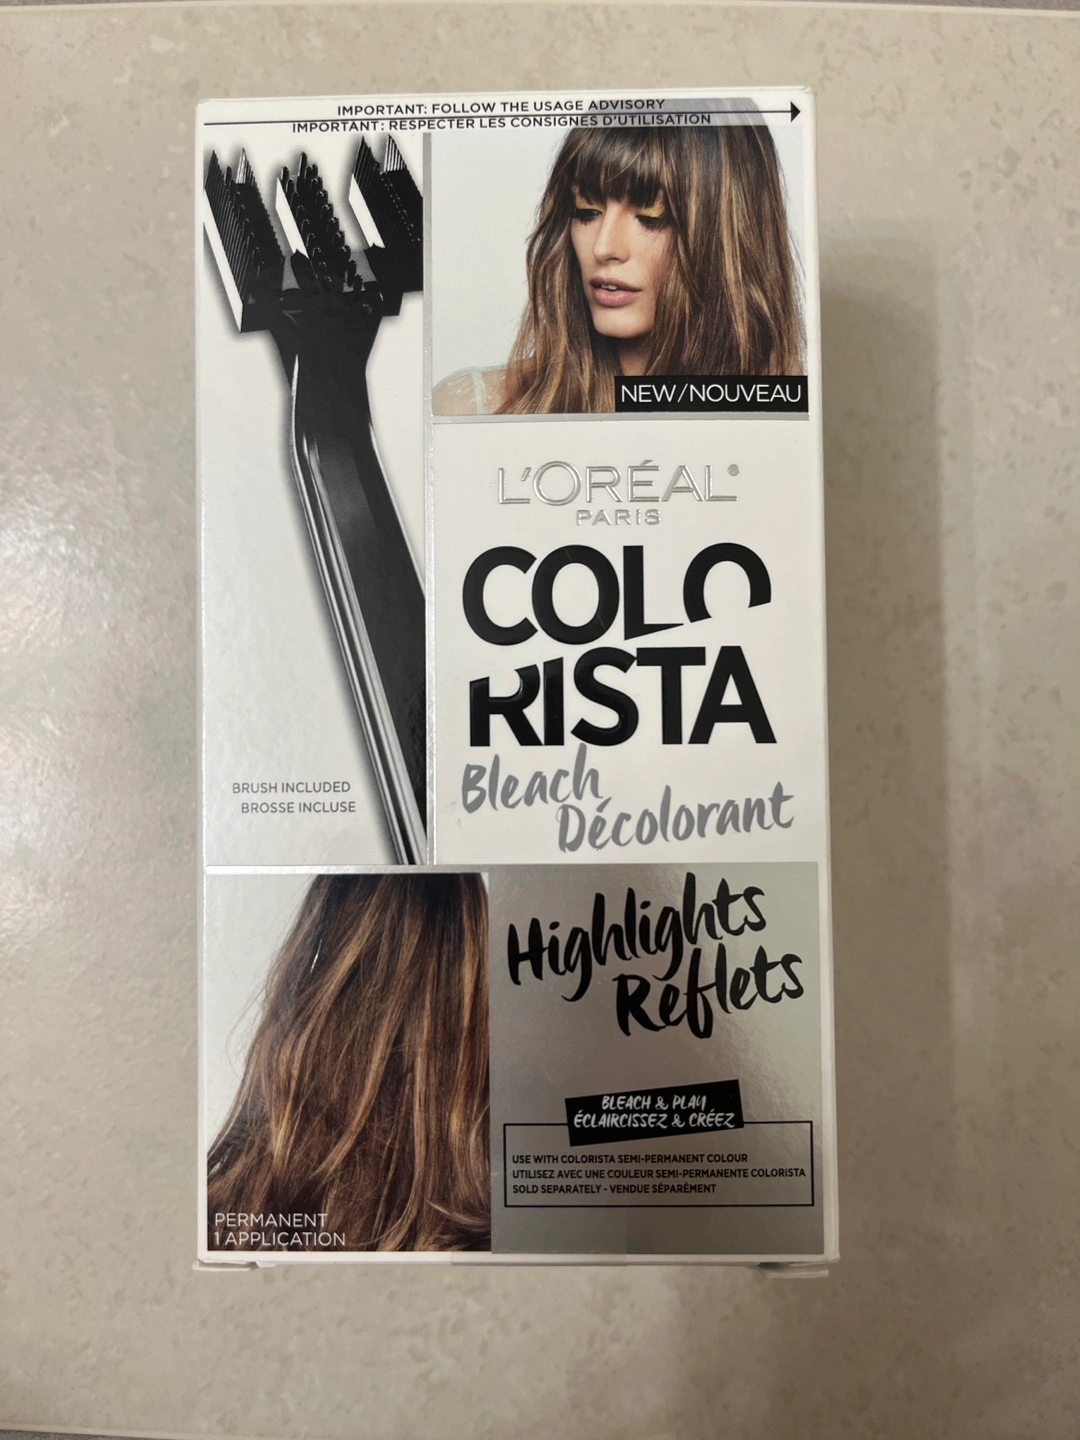 IMPORTANT: FOLLOW THE USAGE ADVISORY
IMPORTANT: RESPECTER LES CONSIGNES D'UTILISATION
NEW/NOUVEAU
L'ORÉAL®
PARIS
COLO
RISTA
Bleach
Décolorant
BRUSH INCLUDED
BROSSE INCLUSE
Highlights
Reflets
BLEACH & PLAY
ÉCLAIRCISSEZ & CRÉEZ
USE WITH COLORISTA SEMI-PERMANENT COLOUR
UTILISEZ AVEC UNE COULEUR SEMI-PERMANENTE COLORISTA
SOLD SEPARATELY - VENDUE SÉPARÉMENT
PERMANENT
1 APPLICATION